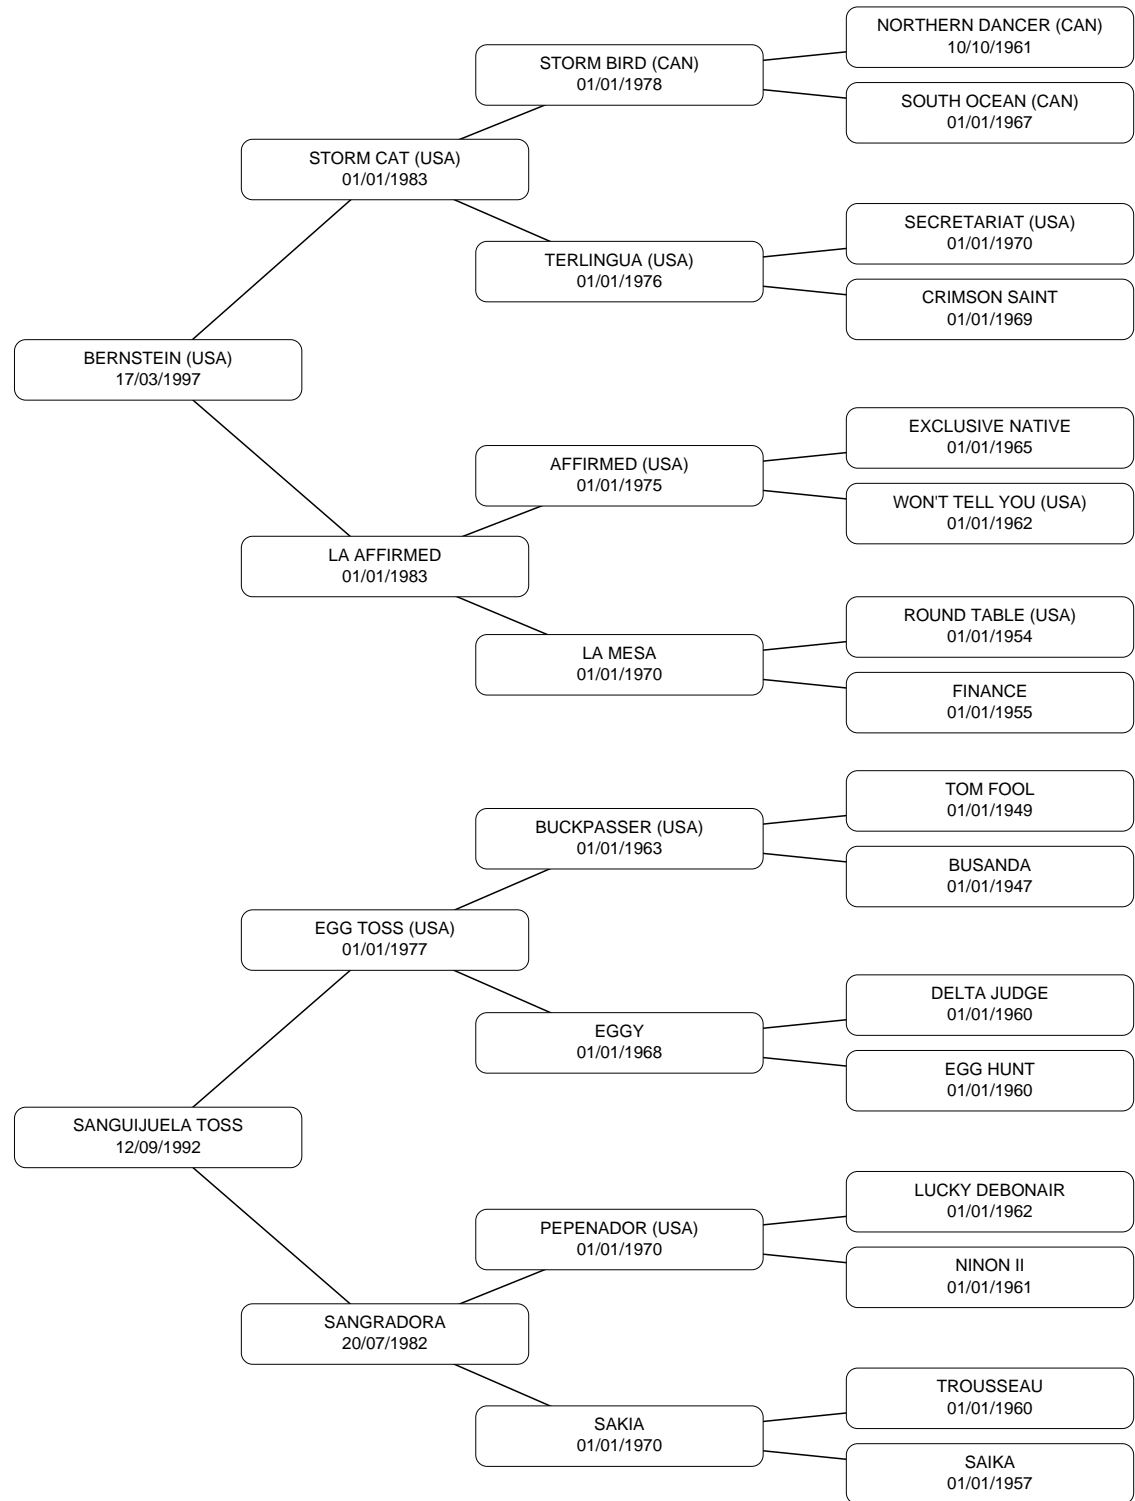 NORTHERN DANCER (CAN)
10/10/1961
STORM BIRD (CAN)
01/01/1978
SOUTH OCEAN (CAN)
01/01/1967
STORM CAT (USA)
01/01/1983
SECRETARIAT (USA)
01/01/1970
TERLINGUA (USA)
01/01/1976
CRIMSON SAINT
01/01/1969
BERNSTEIN (USA)
17/03/1997
EXCLUSIVE NATIVE
01/01/1965
AFFIRMED (USA)
01/01/1975
WON'T TELL YOU (USA)
01/01/1962
LA AFFIRMED
01/01/1983
ROUND TABLE (USA)
01/01/1954
LA MESA
01/01/1970
FINANCE
01/01/1955
TOM FOOL
01/01/1949
BUCKPASSER (USA)
01/01/1963
BUSANDA
01/01/1947
EGG TOSS (USA)
01/01/1977
DELTA JUDGE
01/01/1960
EGGY
01/01/1968
EGG HUNT
01/01/1960
SANGUIJUELA TOSS
12/09/1992
LUCKY DEBONAIR
01/01/1962
PEPENADOR (USA)
01/01/1970
NINON II
01/01/1961
SANGRADORA
20/07/1982
TROUSSEAU
01/01/1960
SAKIA
01/01/1970
SAIKA
01/01/1957